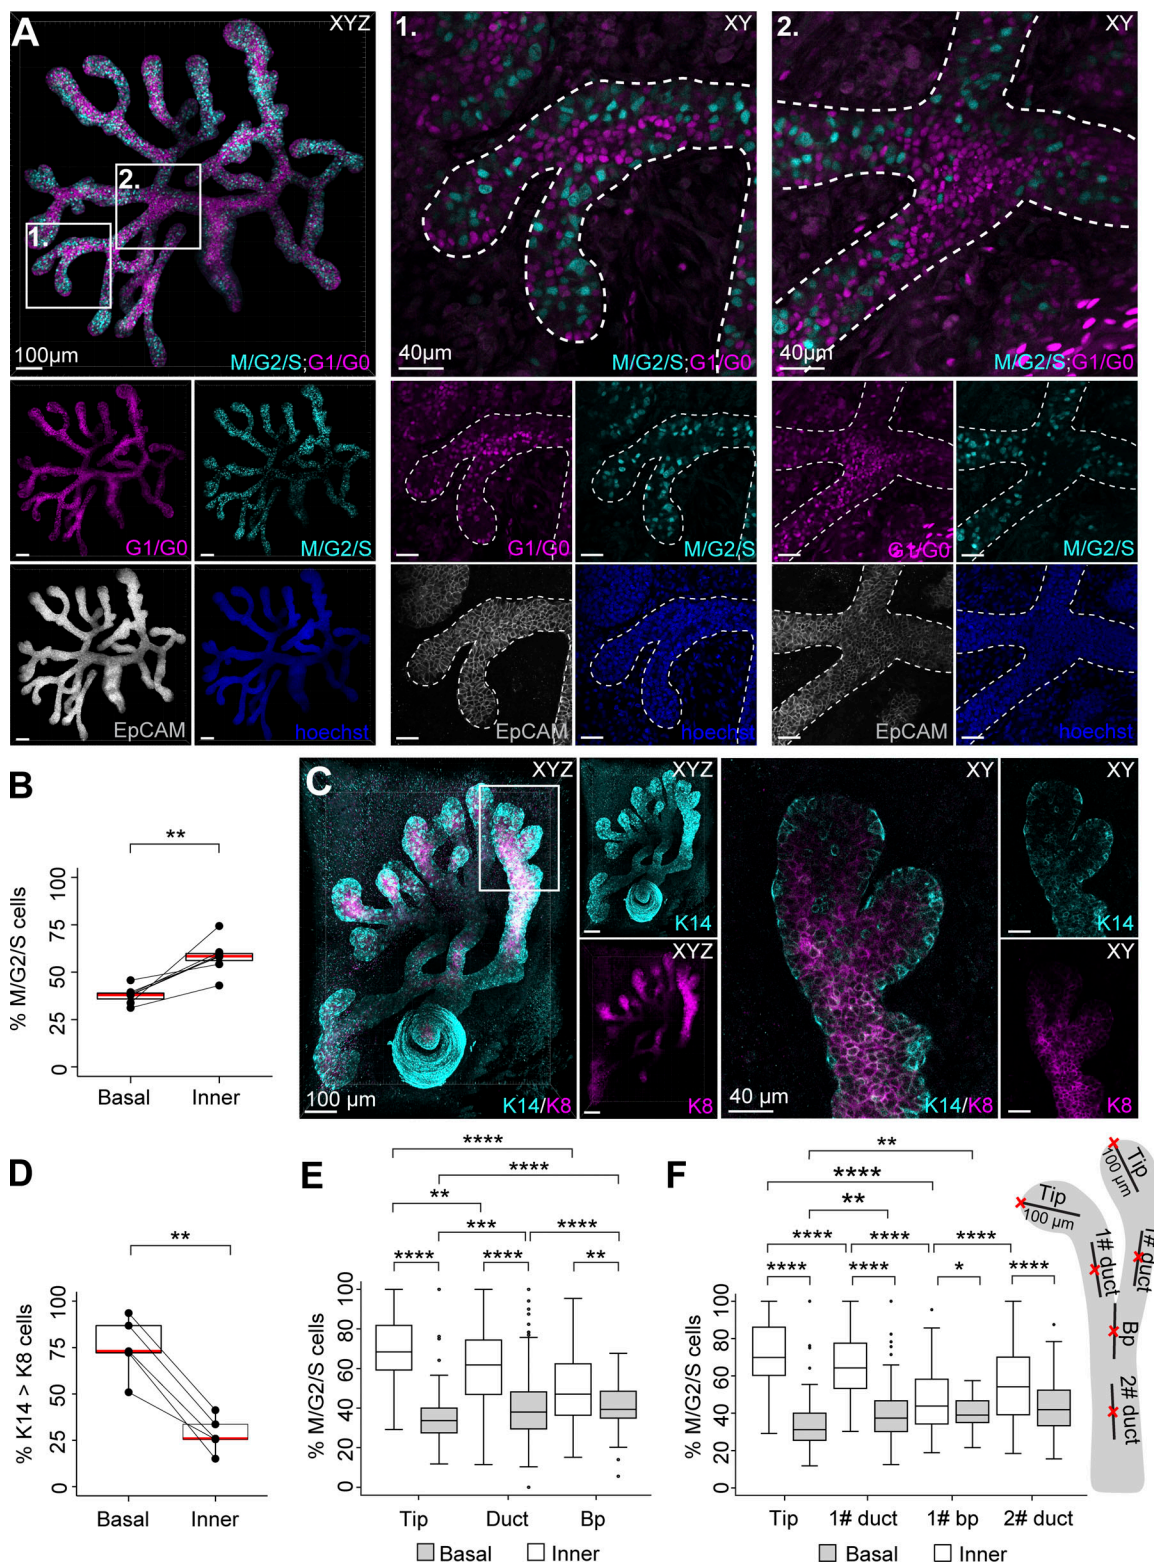 A
XYZ
1.
2.
100µm
M/G2/S;G1/G0
1.
XY
40µm
M/G2/S;G1/G0
2.
XY
40µm
M/G2/S;G1/G0
G1/G0
M/G2/S
G1/G0
M/G2/S
G1/G0
M/G2/S
EpCAM
hoechst
EpCAM
hoechst
EpCAM
hoechst
B
**
% M/G2/S cells
100
75
50
25
0
Basal
Inner
C
XYZ
100 µm
K14/K8
XYZ
K14
XYZ
K8
XY
40 µm
K14/K8
XY
K14
XY
K8
D
**
% K14 > K8 cells
100
75
50
25
0
Basal
Inner
E
****
****
**
***
****
****
****
**
% M/G2/S cells
100
80
60
40
20
0
Tip
Duct
Bp
Basal
Inner
F
**
****
**
****
****
****
****
****
*
****
% M/G2/S cells
100
80
60
40
20
0
Tip
1# duct
1# bp
2# duct
Basal
Inner
Tip
100 µm
Tip
100 µm
1# duct
1# duct
Bp
2# duct